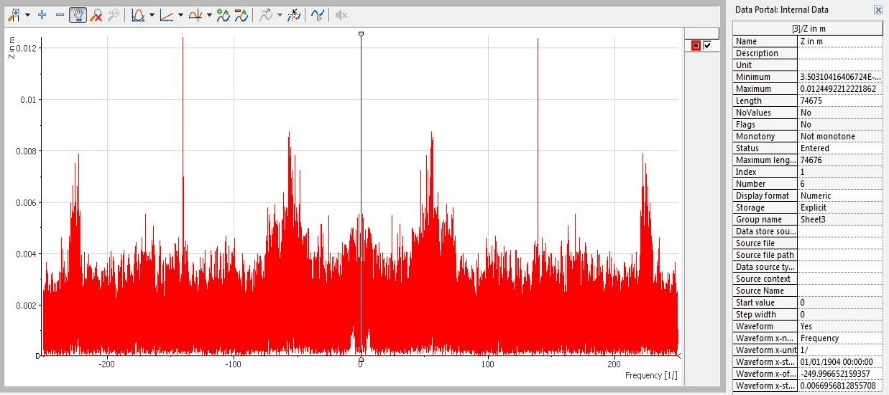 Data Portal: Internal Data
Z in m
0.012
0.01
0.008
0.006
0.004
0.002
0
-200
-100
0
100
200
Frequency [1/]
[3]/Z in m
Name Z in m
Description
Unit
Minimum 3.50310416406724E-...
Maximum 0.0124492212221862
Length 74675
NoValues No
Flags No
Monotony Not monotone
Status Entered
Maximum leng... 74676
Index 1
Number 6
Display format Numeric
Storage Explicit
Group name Sheet3
Data store sou...
Source file
Source file path
Data source ty...
Source context
Source Name
Start value 0
Step width 0
Waveform Yes
Waveform x-n... Frequency
Waveform x-unit 1/
Waveform x-st... 01/01/1904 00:00:00
Waveform x-of... -249.996652159357
Waveform x-st... 0.0066956812855708